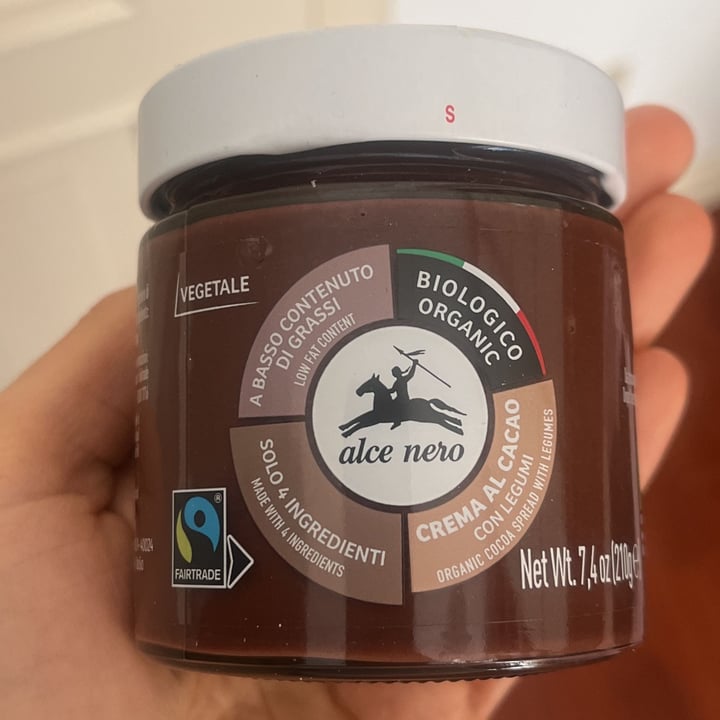 S
VEGETALE
A BASSO CONTENUTO
DI GRASSI
LOW FAT CONTENT
BIOLOGICO
ORGANIC
alce nero
SOLO 4 INGREDIENTI
MADE WITH 4 INGREDIENTS
CREMA AL CACAO
CON LEGUMI
ORGANIC COCOA SPREAD WITH LEGUMES
®
FAIRTRADE
Net Wt. 7,4 oz (210g